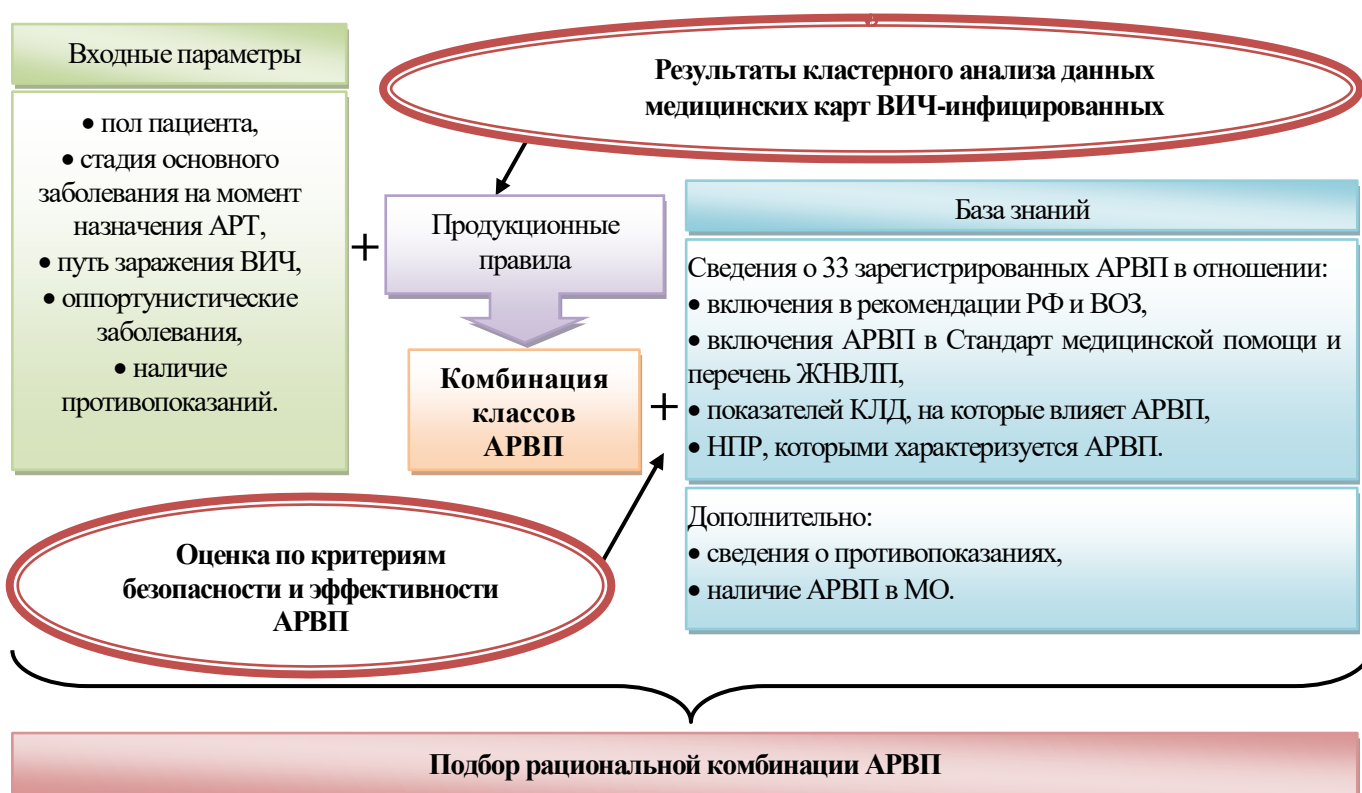 Входные параметры
• пол пациента,
• стадия основного
заболевания на момент
назначения АРТ,
• путь заражения ВИЧ,
• оппортунистические
заболевания,
• наличие
противопоказаний.
Результаты кластерного анализа данных
медицинских карт ВИЧ-инфицированных
+
Продукционные
правила
Комбинация
классов
АРВП
+
База знаний
Сведения о 33 зарегистрированных АРВП в отношении:
• включения в рекомендации РФ и ВОЗ,
• включения АРВП в Стандарт медицинской помощи и
перечень ЖНВЛП,
• показателей КЛД, на которые влияет АРВП,
• НПР, которыми характеризуется АРВП.
Дополнительно:
• сведения о противопоказаниях,
• наличие АРВП в МО.
Оценка по критериям
безопасности и эффективности
АРВП
Подбор рациональной комбинации АРВП